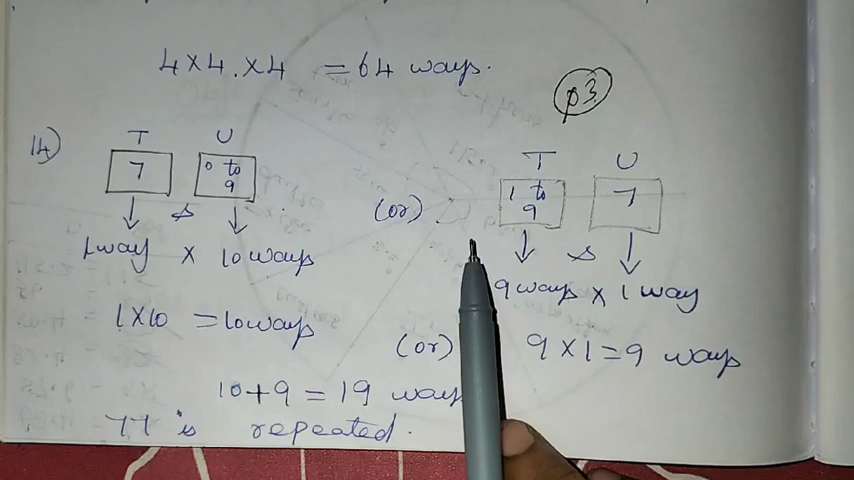 4×4.×4 = 64 ways.
p3
14) T U
7 0 to 9
&
1 way × 10 ways
1×10 = 10 ways
(or)
T U
1 to 9 7
&
9 ways × 1 way
(or) 9×1 = 9 ways
10+9 = 19 ways
77 is repeated.